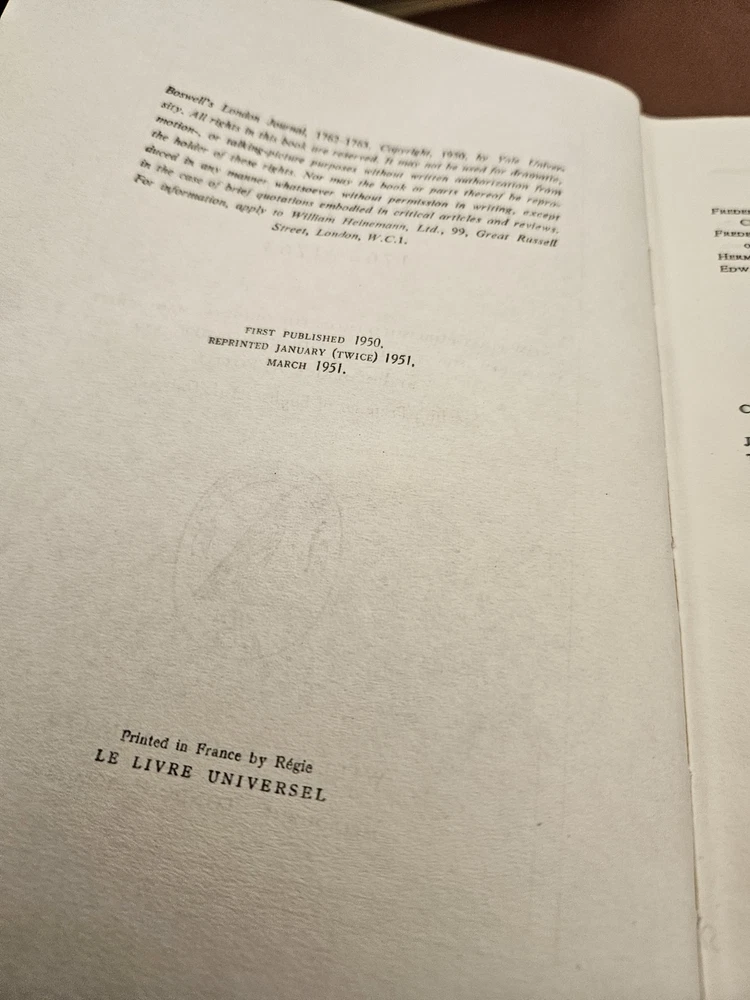 Boswell's London Journal, 1762-1763. Copyright, 1950, by Yale Univer-
sity. All rights in this book are reserved. It may not be used for dramatic,
motion-, or talking-picture purposes without written authorization from
the holder of these rights. Nor may the book or parts thereof be repro-
duced in any manner whatsoever without permission in writing, except
in the case of brief quotations embodied in critical articles and reviews.
For information, apply to William Heinemann, Ltd., 99, Great Russell
Street, London, W.C.1.
FIRST PUBLISHED 1950.
REPRINTED JANUARY (TWICE) 1951,
MARCH 1951.
Printed in France by Régie
LE LIVRE UNIVERSEL
FREDE
C
FREDE
HERM
EDW
C
J